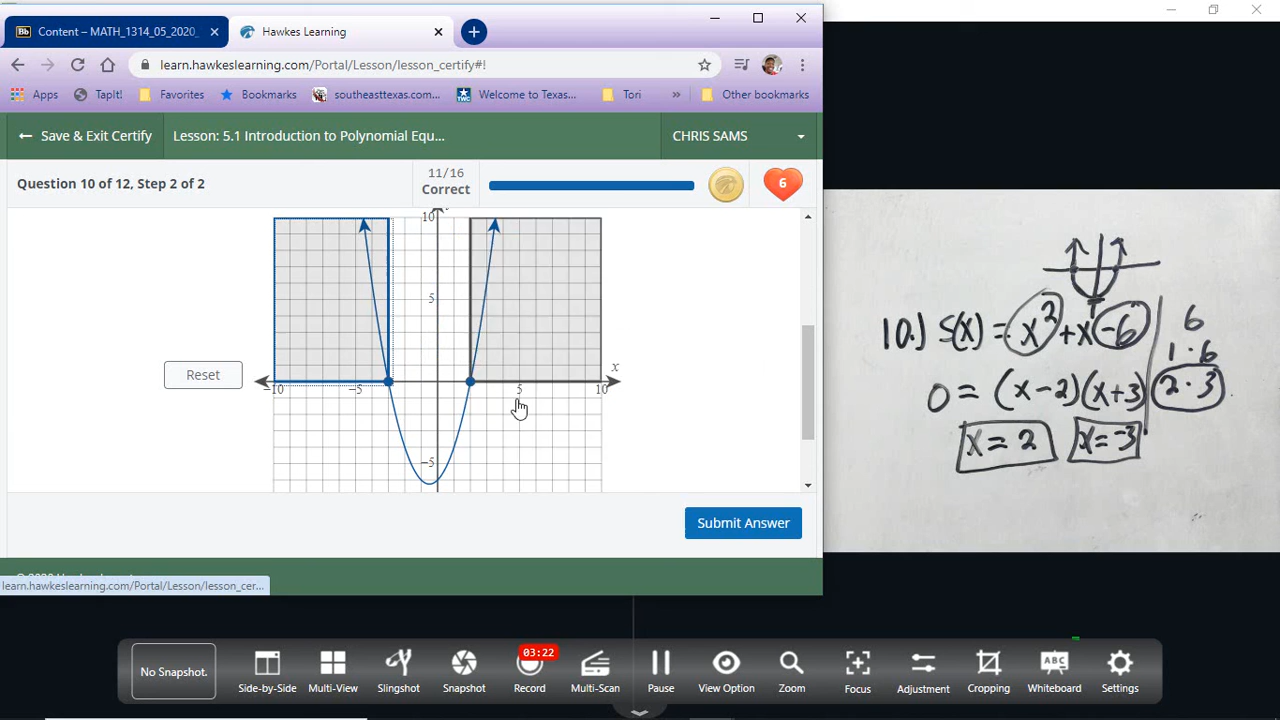 Content – MATH_1314_05_2020_
Hawkes Learning
learn.hawkeslearning.com/Portal/Lesson/lesson_certify#!
Apps
TapIt!
Favorites
Bookmarks
southeasttexas.com...
Welcome to Texas...
Tori
»
Other bookmarks
← Save & Exit Certify
Lesson: 5.1 Introduction to Polynomial Equ...
CHRIS SAMS
Question 10 of 12, Step 2 of 2
11/16
Correct
6
10
5
Reset
x
-10
-5
5
10
-5
Submit Answer
learn.hawkeslearning.com/Portal/Lesson/lesson_cer...
10.) S(x) = x² + x - 6
6
1 · 6
0 = (x-2)(x+3)
2 · 3
x = 2
x = -3
No Snapshot.
Side-by-Side
Multi-View
Slingshot
Snapshot
03:22
Record
Multi-Scan
Pause
View Option
Zoom
Focus
Adjustment
Cropping
ABC
Whiteboard
Settings